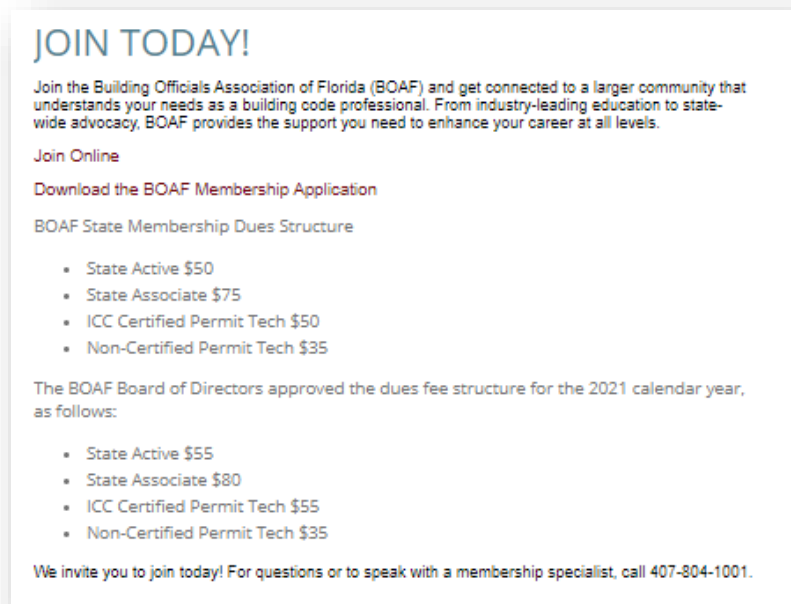 JOIN TODAY!
Join the Building Officials Association of Florida (BOAF) and get connected to a larger community that
understands your needs as a building code professional. From industry-leading education to state-
wide advocacy, BOAF provides the support you need to enhance your career at all levels.
Join Online
Download the BOAF Membership Application
BOAF State Membership Dues Structure
• State Active $50
• State Associate $75
• ICC Certified Permit Tech $50
• Non-Certified Permit Tech $35
The BOAF Board of Directors approved the dues fee structure for the 2021 calendar year,
as follows:
• State Active $55
• State Associate $80
• ICC Certified Permit Tech $55
• Non-Certified Permit Tech $35
We invite you to join today! For questions or to speak with a membership specialist, call 407-804-1001.